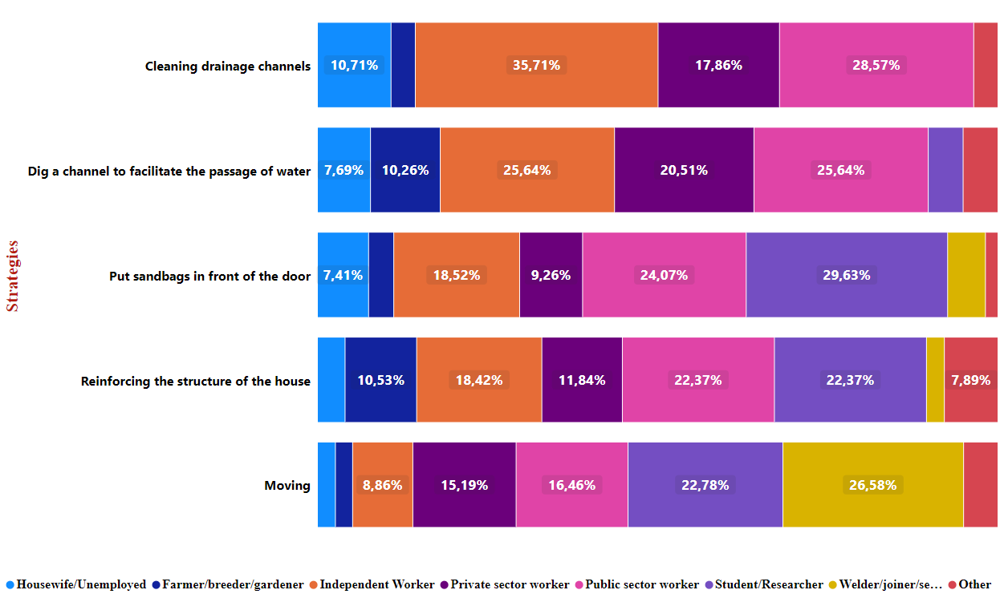 Strategies
Cleaning drainage channels
10,71% 35,71% 17,86% 28,57%
Dig a channel to facilitate the passage of water
7,69% 10,26% 25,64% 20,51% 25,64%
Put sandbags in front of the door
7,41% 18,52% 9,26% 24,07% 29,63%
Reinforcing the structure of the house
10,53% 18,42% 11,84% 22,37% 22,37% 7,89%
Moving
8,86% 15,19% 16,46% 22,78% 26,58%
Housewife/Unemployed Farmer/breeder/gardener Independent Worker Private sector worker Public sector worker Student/Researcher Welder/joiner/se... Other